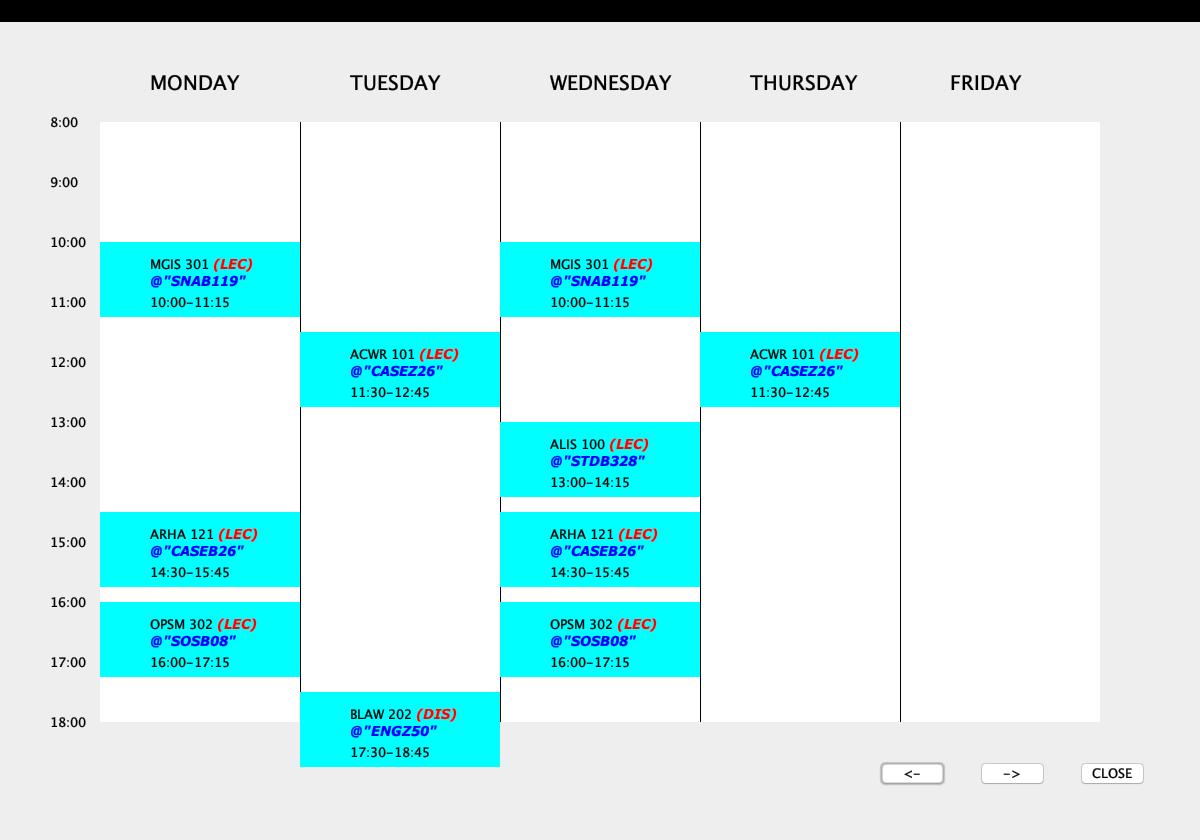 MONDAY TUESDAY WEDNESDAY THURSDAY FRIDAY
8:00
9:00
10:00
MGIS 301 (LEC) MGIS 301 (LEC)
@"SNAB119" @"SNAB119"
11:00 10:00-11:15 10:00-11:15
ACWR 101 (LEC) ACWR 101 (LEC)
12:00 @"CASEZ26" @"CASEZ26"
11:30-12:45 11:30-12:45
13:00
ALIS 100 (LEC)
@"STDB328"
14:00 13:00-14:15
ARHA 121 (LEC) ARHA 121 (LEC)
15:00 @"CASEB26" @"CASEB26"
14:30-15:45 14:30-15:45
16:00
OPSM 302 (LEC) OPSM 302 (LEC)
@"SOSB08" @"SOSB08"
17:00 16:00-17:15 16:00-17:15
BLAW 202 (DIS)
18:00 @"ENGZ50"
17:30-18:45
<- -> CLOSE